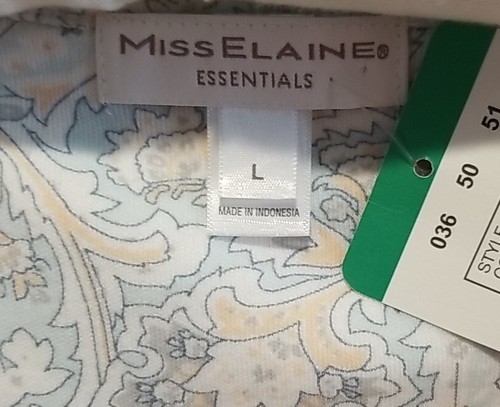 MISSELAINE®
ESSENTIALS
L
MADE IN INDONESIA
036 50 51
STYLE